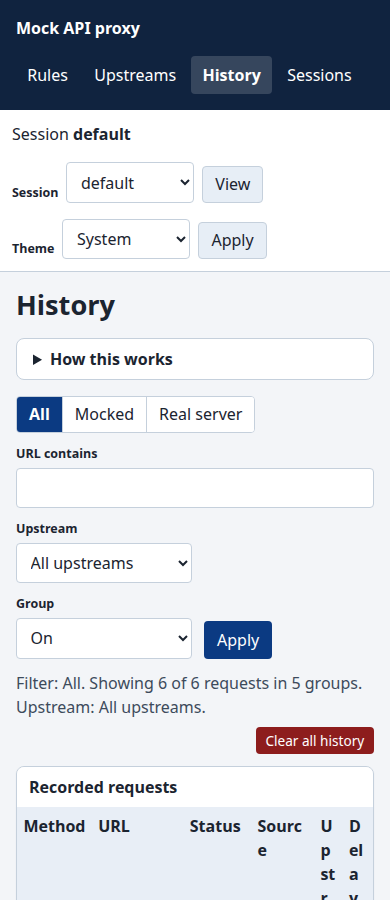 Mock API proxy
Rules Upstreams History Sessions
Session default
Session default View
Theme System Apply
History
How this works
All Mocked Real server
URL contains
Upstream
All upstreams
Group
On Apply
Filter: All. Showing 6 of 6 requests in 5 groups.
Upstream: All upstreams.
Clear all history
Recorded requests
Method URL Status Sourc U D
e p el
st a
r y